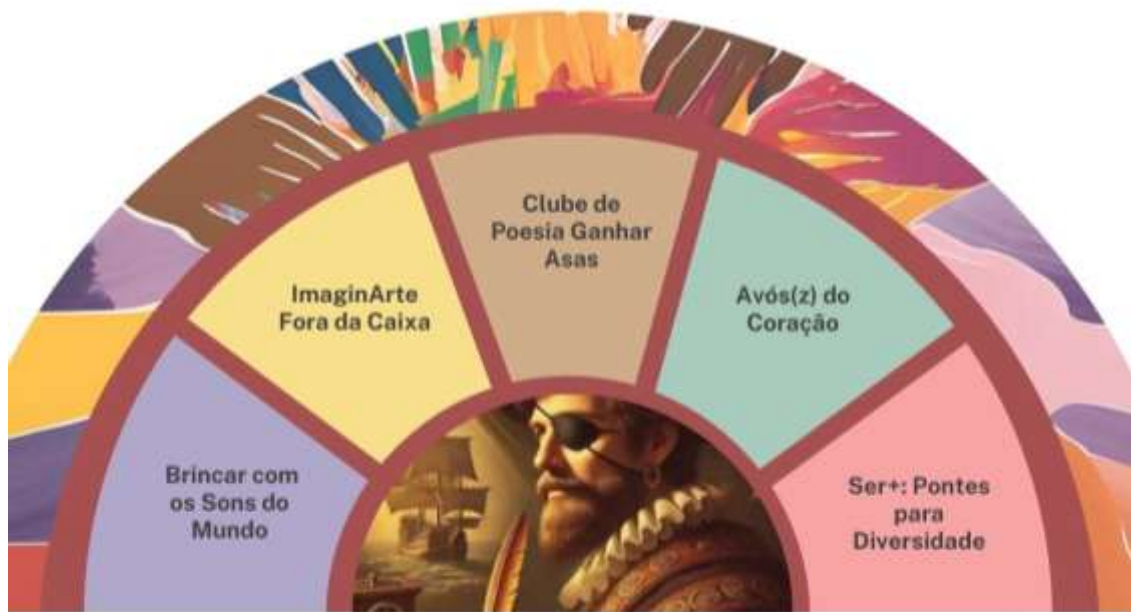 Brincar com
os Sons do
Mundo
ImaginArte
Fora da Caixa
Clube de
Poesia Ganhar
Asas
Avós(z) do
Coração
Ser+: Pontes
para
Diversidade